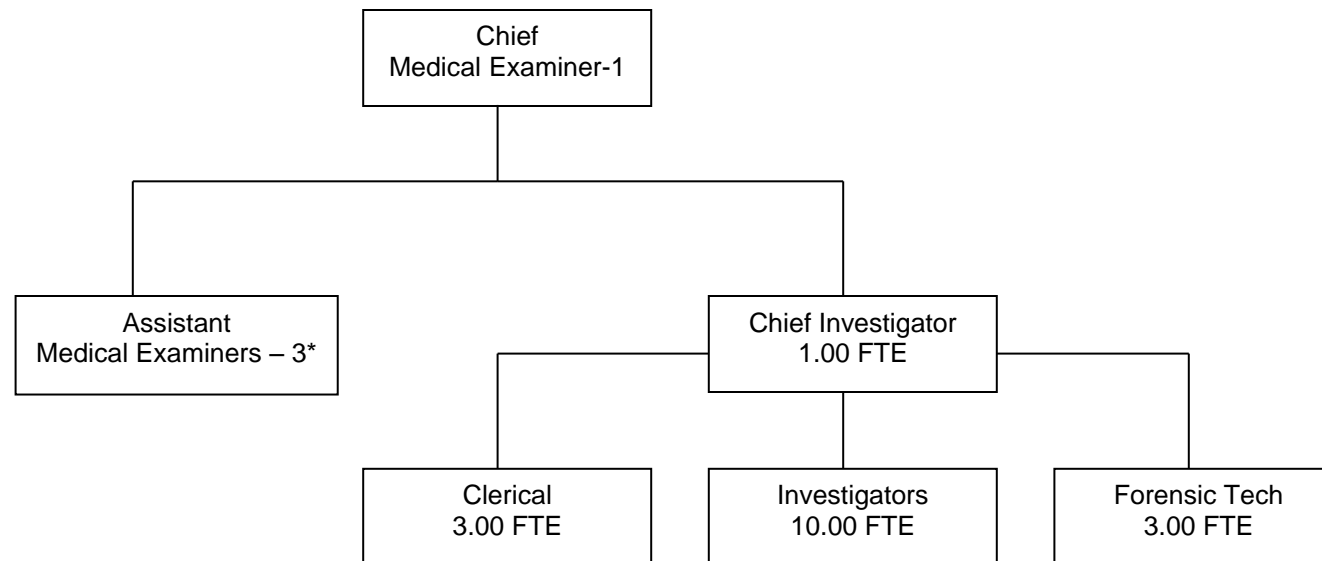 Chief
Medical Examiner-1
Assistant
Medical Examiners – 3*
Chief Investigator
1.00 FTE
Clerical
3.00 FTE
Investigators
10.00 FTE
Forensic Tech
3.00 FTE